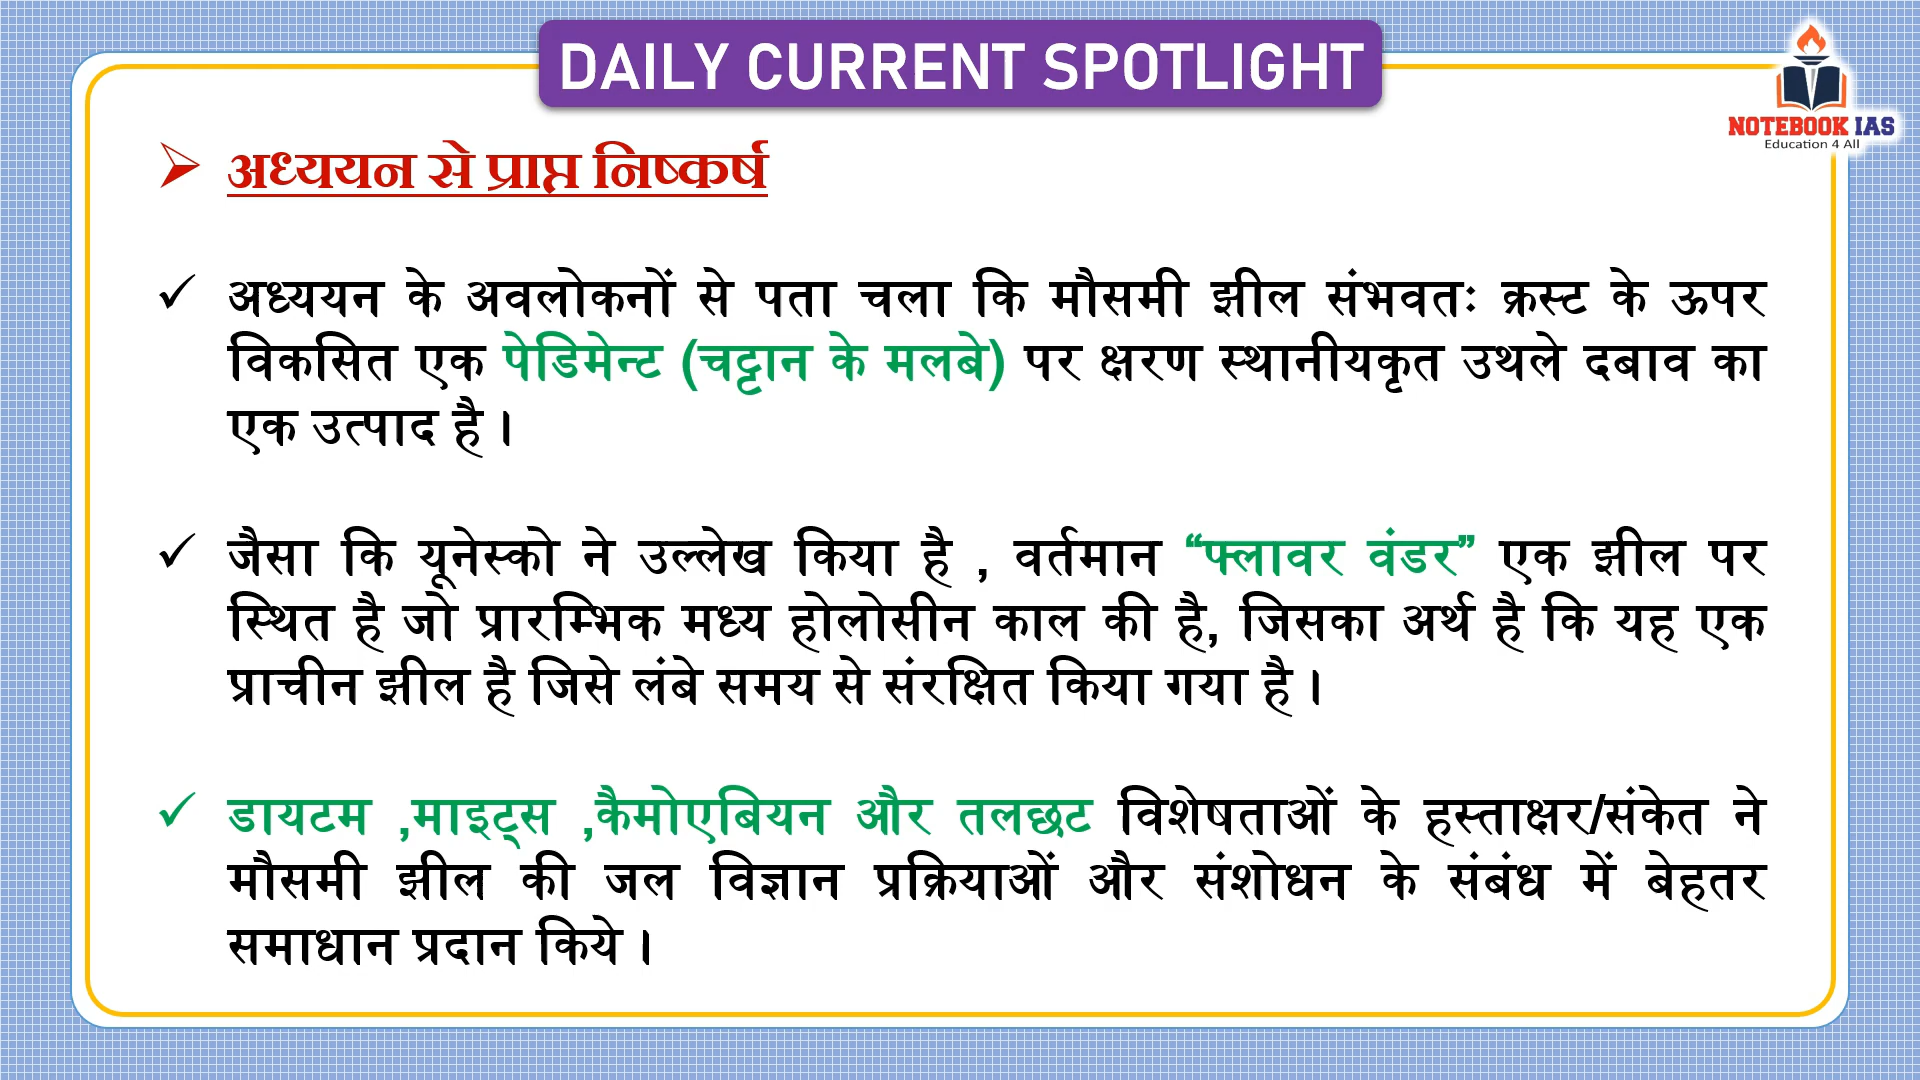 DAILY CURRENT SPOTLIGHT
NOTEBOOK IAS
Education 4 All
अध्ययन से प्राप्त निष्कर्ष
अध्ययन के अवलोकनों से पता चला कि मौसमी झील संभवतः क्रस्ट के ऊपर
विकसित एक पेडिमेन्ट (चट्टान के मलबे) पर क्षरण स्थानीयकृत उथले दबाव का
एक उत्पाद है।
जैसा कि यूनेस्को ने उल्लेख किया है , वर्तमान “फ्लावर वंडर” एक झील पर
स्थित है जो प्रारम्भिक मध्य होलोसीन काल की है, जिसका अर्थ है कि यह एक
प्राचीन झील है जिसे लंबे समय से संरक्षित किया गया है।
डायटम ,माइट्स ,कैमोएबियन और तलछट विशेषताओं के हस्ताक्षर/संकेत ने
मौसमी झील की जल विज्ञान प्रक्रियाओं और संशोधन के संबंध में बेहतर
समाधान प्रदान किये।